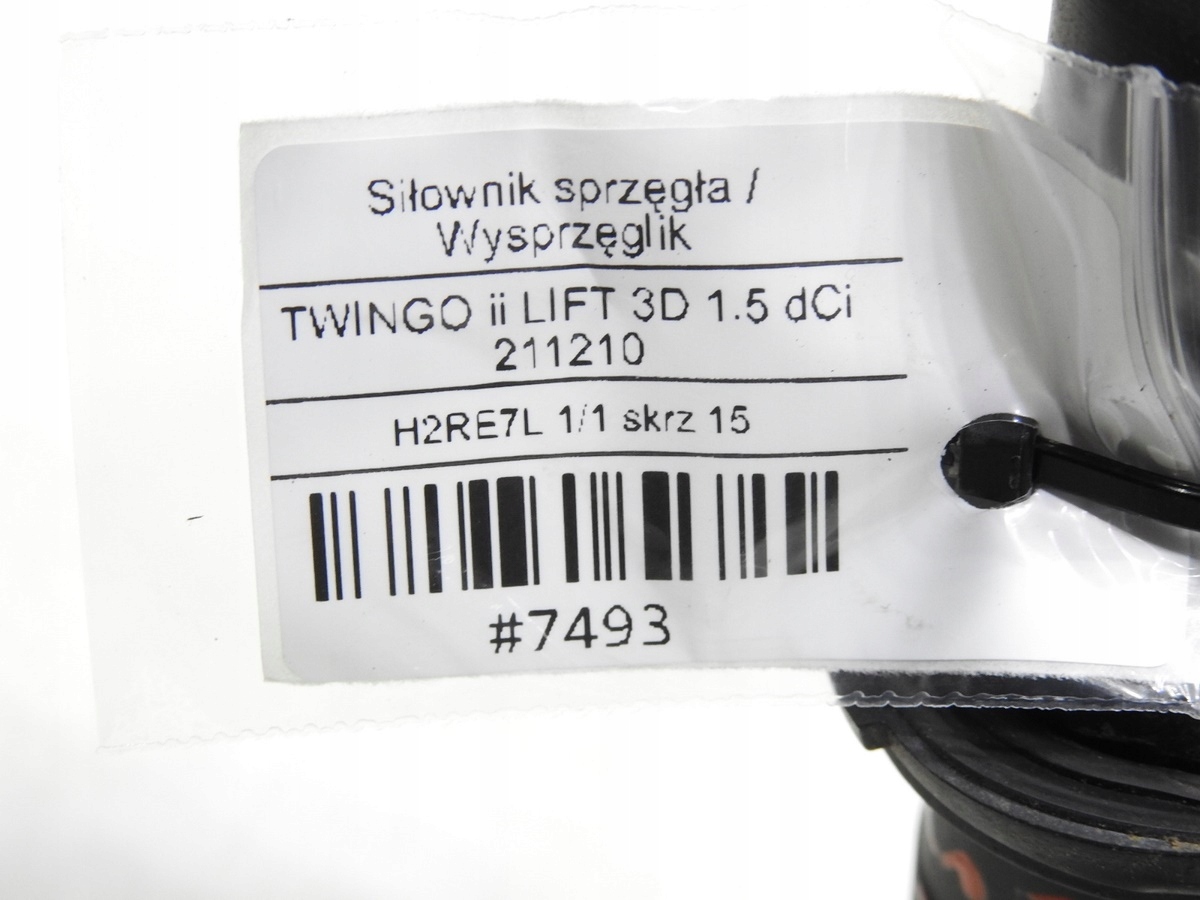 Siłownik sprzęgła /
Wysprzęglik
TWINGO ii LIFT 3D 1.5 dCi
211210
H2RE7L 1/1 skrz 15
#7493